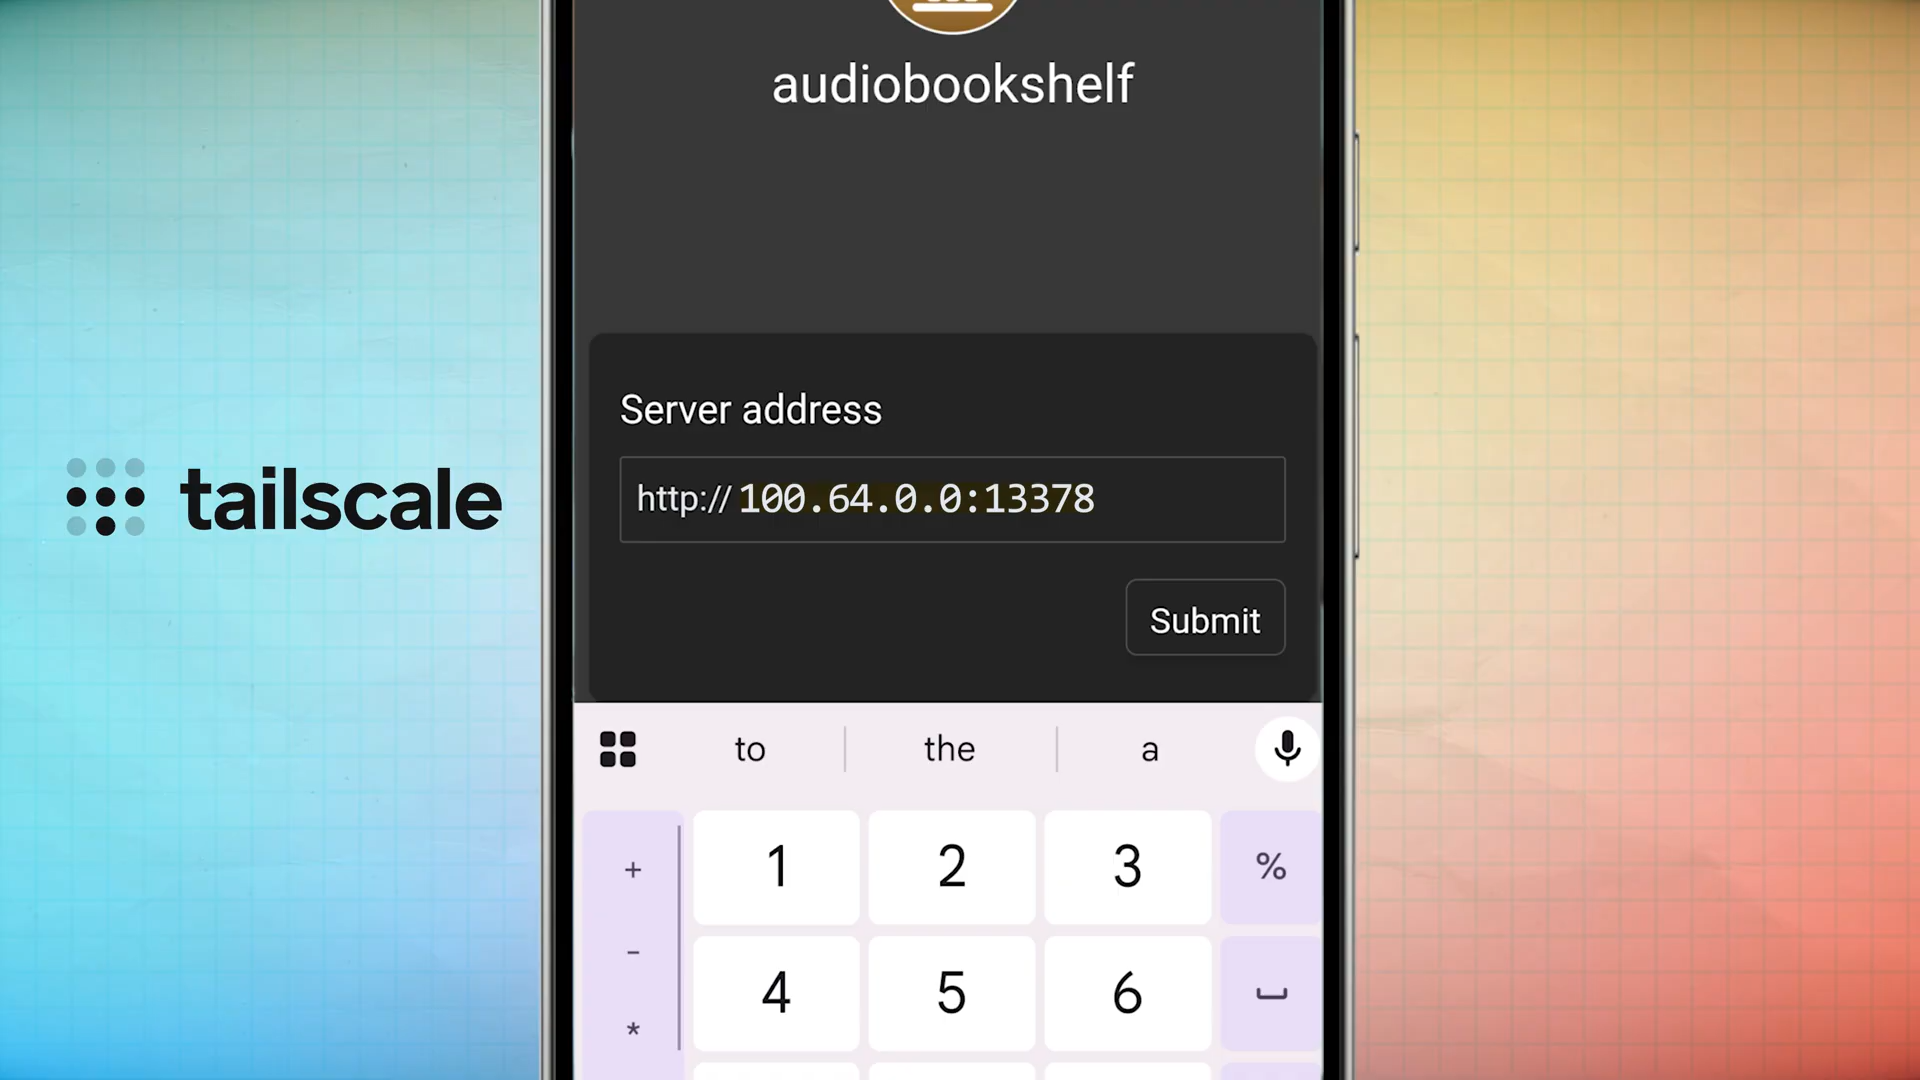 audiobookshelf
Server address
http://100.64.0.0:13378
tailscale
Submit
to the a
+ 1 2 3 %
-
4 5 6
*